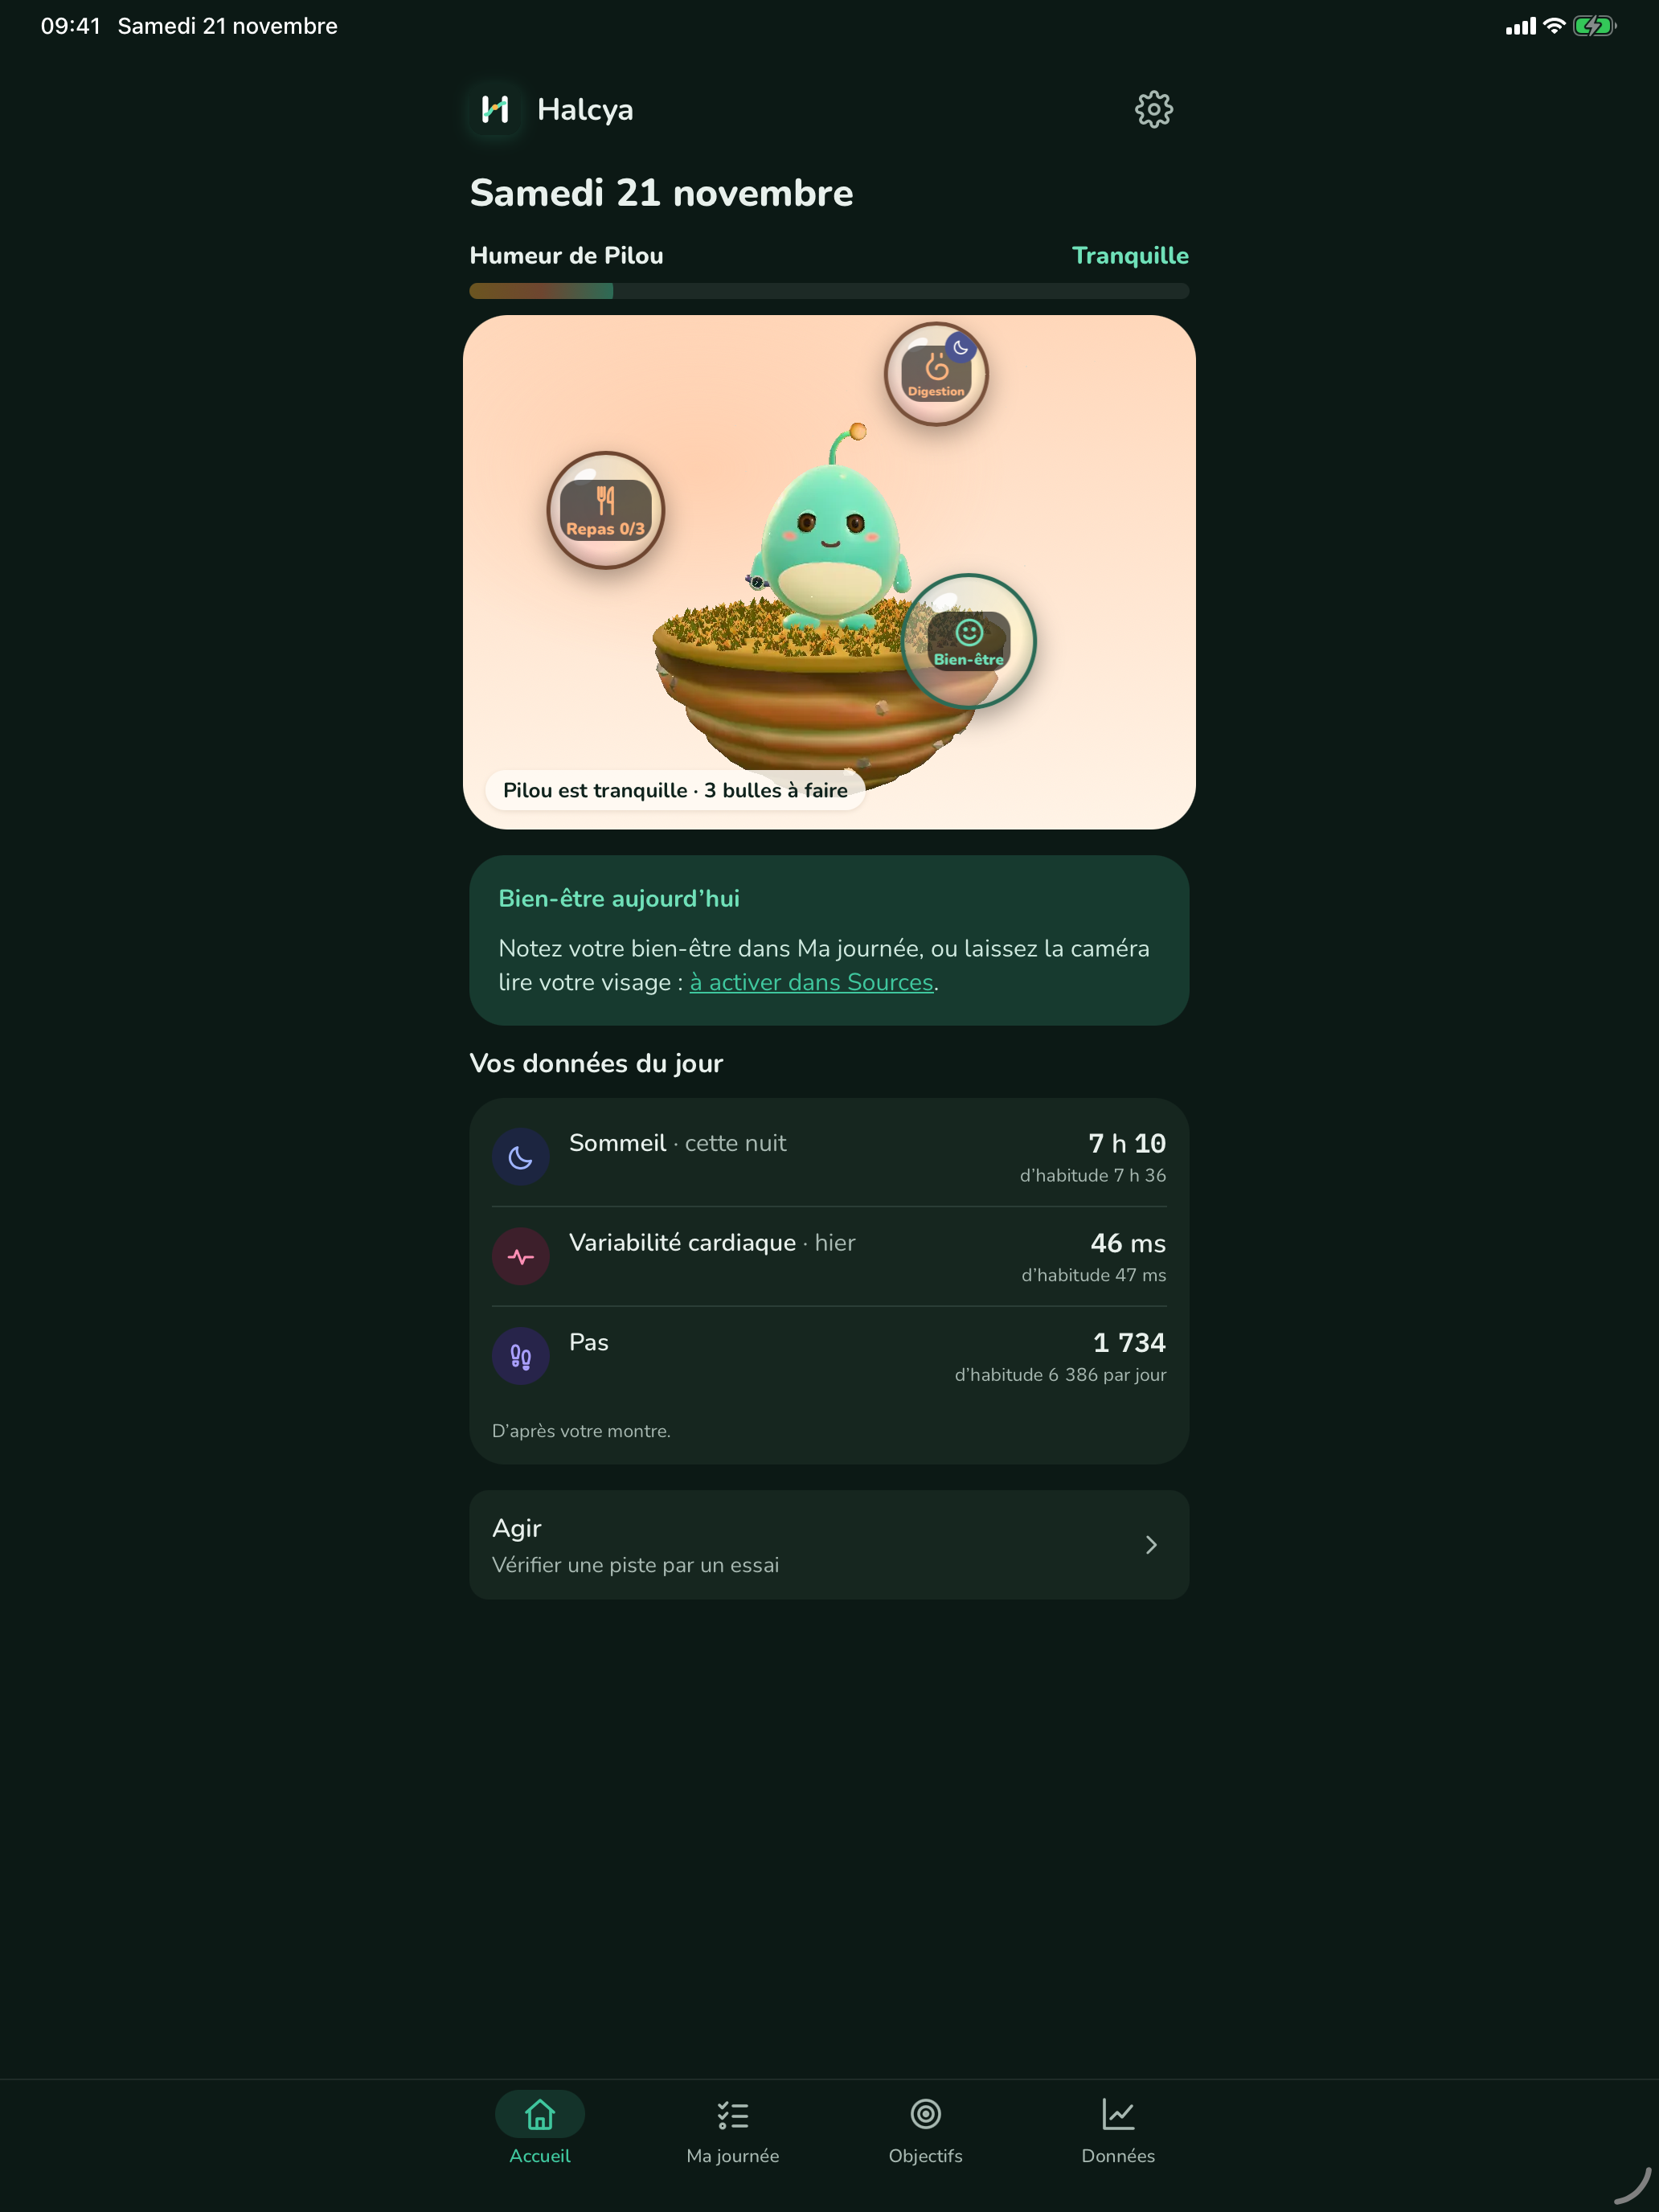 09:41 Samedi 21 novembre
Halcya
Samedi 21 novembre
Humeur de Pilou
Tranquille
Digestion
Repas 0/3
Bien-être
Pilou est tranquille · 3 bulles à faire
Bien-être aujourd’hui
Notez votre bien-être dans Ma journée, ou laissez la caméra
lire votre visage : à activer dans Sources.
Vos données du jour
Sommeil · cette nuit
7 h 10
d’habitude 7 h 36
Variabilité cardiaque · hier
46 ms
d’habitude 47 ms
Pas
1 734
d’habitude 6 386 par jour
D’après votre montre.
Agir
Vérifier une piste par un essai
Accueil
Ma journée
Objectifs
Données